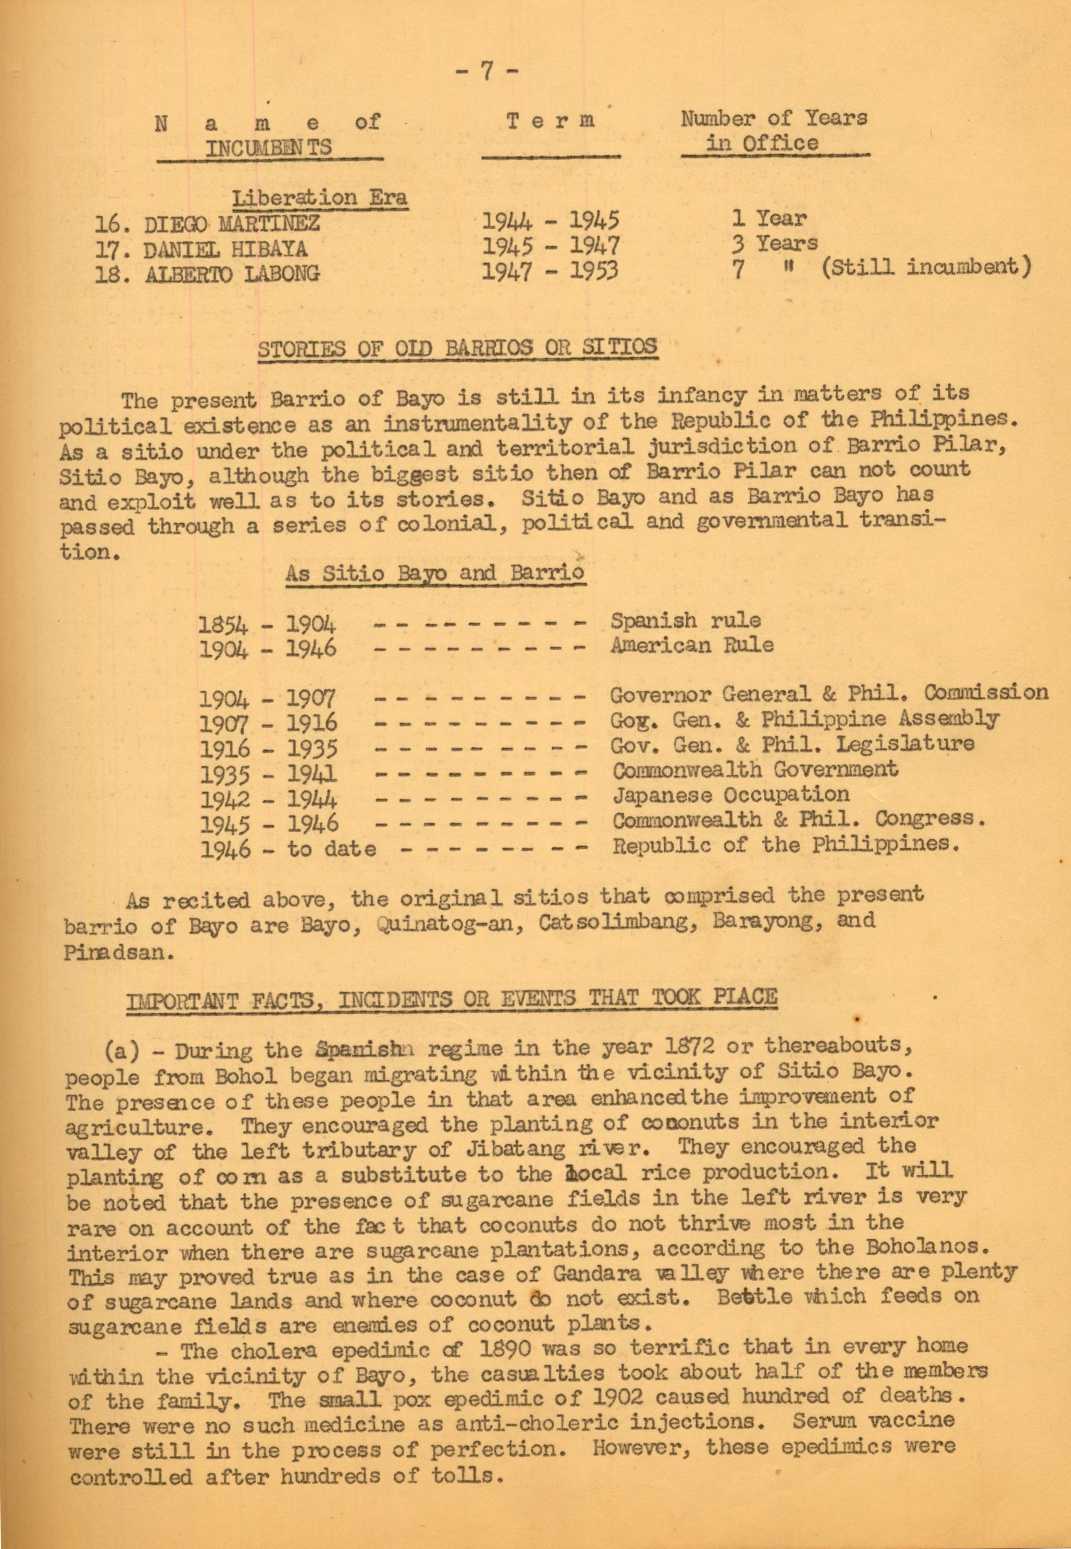 - 7 -
N a m e of T e r m Number of Years
INCUMBENTS in Office
Liberation Era
16. DIEGO MARTINEZ 1944 - 1945 1 Year
17. DANIEL HIBAYA 1945 - 1947 3 Years
18. ALBERTO LABONG 1947 - 1953 7 " (Still incumbent)
STORIES OF OLD BARRIOS OR SITIOS
The present Barrio of Bayo is still in its infancy in matters of its
political existence as an instrumentality of the Republic of the Philippines.
As a sitio under the political and territorial jurisdiction of Barrio Pilar,
Sitio Bayo, although the biggest sitio then of Barrio Pilar can not count
and exploit well as to its stories. Sitio Bayo and as Barrio Bayo has
passed through a series of colonial, political and governmental transi-
tion.
As Sitio Bayo and Barrio
1854 - 1904 - - - - - - - - - Spanish rule
1904 - 1946 - - - - - - - - - American Rule
1904 - 1907 - - - - - - - - - Governor General & Phil. Commission
1907 - 1916 - - - - - - - - - Gog. Gen. & Philippine Assembly
1916 - 1935 - - - - - - - - - Gov. Gen. & Phil. Legislature
1935 - 1941 - - - - - - - - - Commonwealth Government
1942 - 1944 - - - - - - - - - Japanese Occupation
1945 - 1946 - - - - - - - - - Commonwealth & Phil. Congress.
1946 - to date - - - - - - - - Republic of the Philippines.
As recited above, the original sitios that comprised the present
barrio of Bayo are Bayo, Quinatog-an, Catsolimbang, Barayong, and
Pinadsan.
IMPORTANT FACTS, INCIDENTS OR EVENTS THAT TOOK PLACE
(a) - During the Spanish regime in the year 1872 or thereabouts,
people from Bohol began migrating within the vicinity of Sitio Bayo.
The presence of these people in that area enhanced the improvement of
agriculture. They encouraged the planting of coconuts in the interior
valley of the left tributary of Jibatang river. They encouraged the
planting of corn as a substitute to the local rice production. It will
be noted that the presence of sugarcane fields in the left river is very
rare on account of the fact that coconuts do not thrive most in the
interior when there are sugarcane plantations, according to the Boholanos.
This may proved true as in the case of Gandara valley where there are plenty
of sugarcane lands and where coconut do not exist. Bettle which feeds on
sugarcane fields are enemies of coconut plants.
- The cholera epedimic of 1890 was so terrific that in every home
within the vicinity of Bayo, the casualties took about half of the members
of the family. The small pox epedimic of 1902 caused hundred of deaths.
There were no such medicine as anti-choleric injections. Serum vaccine
were still in the process of perfection. However, these epedimics were
controlled after hundreds of tolls.